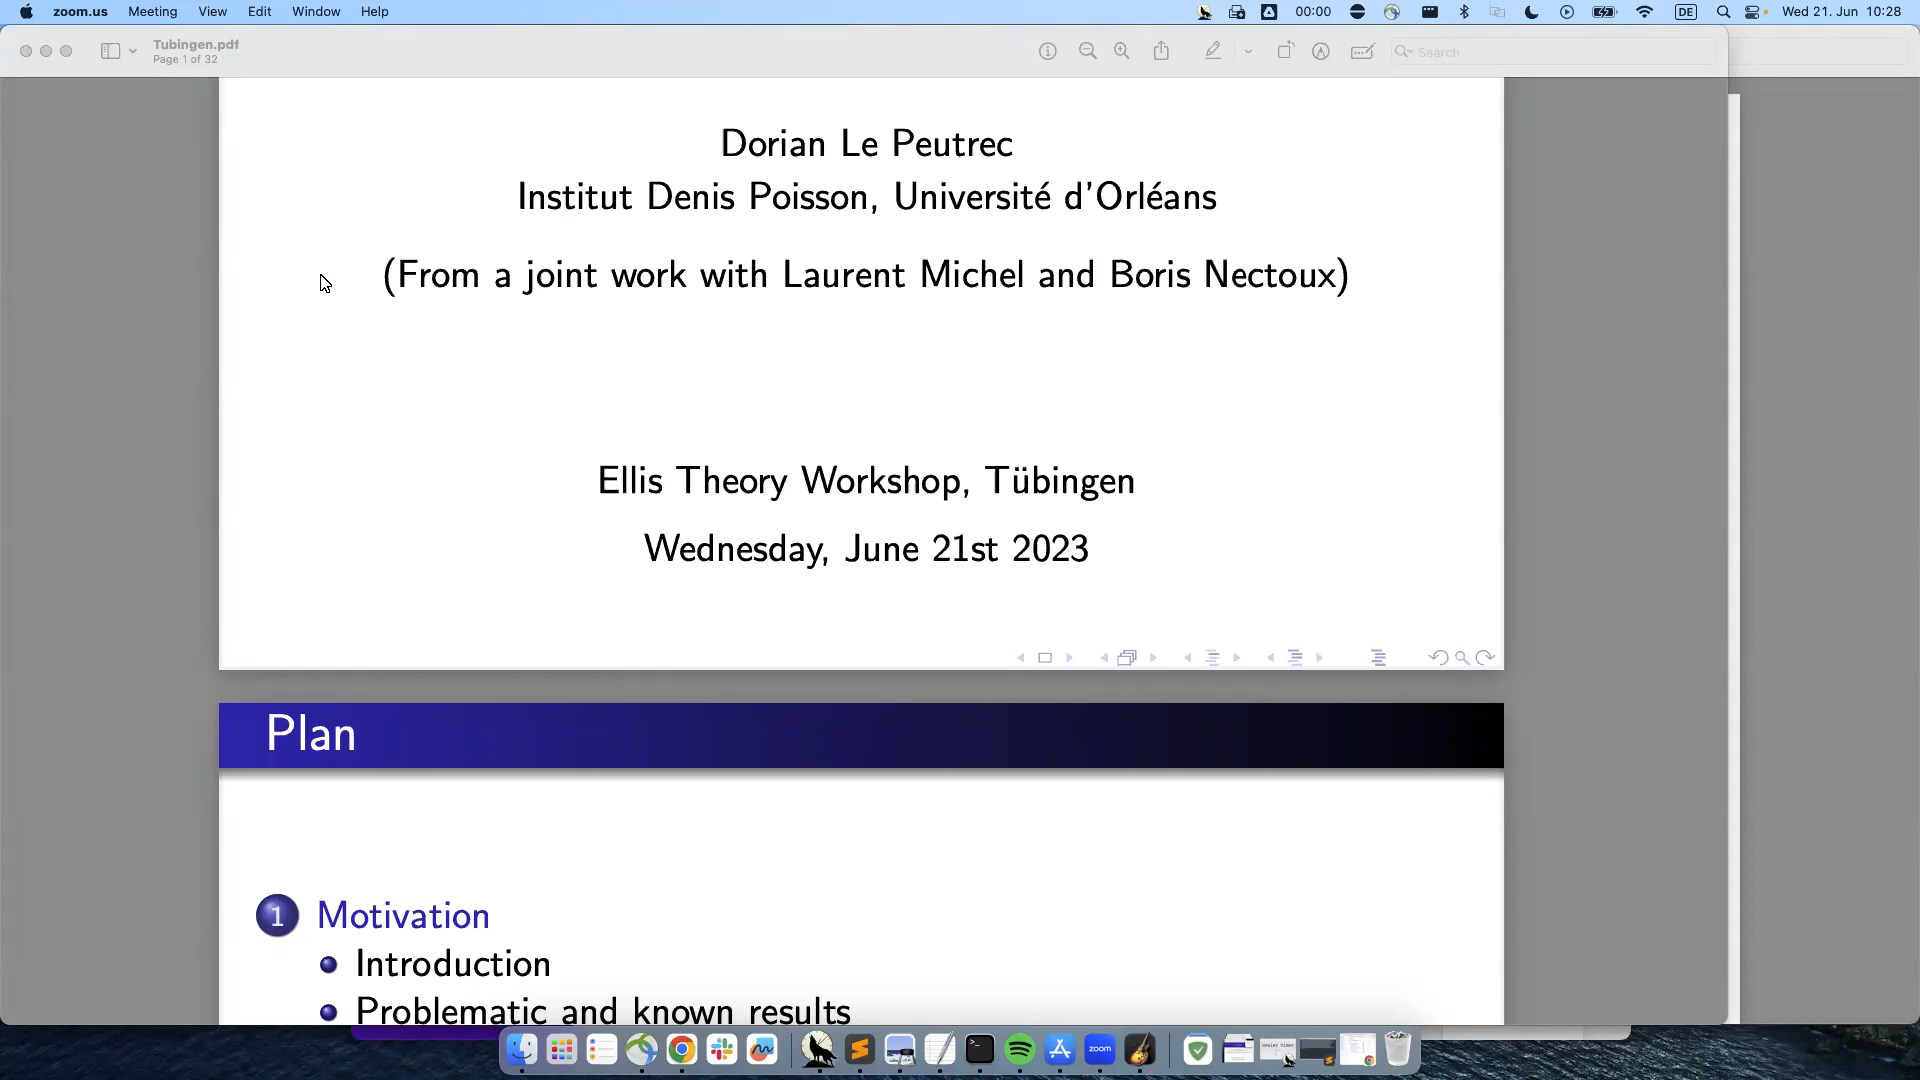 zoom.us Meeting View Edit Window Help 00:00 DE Wed 21. Jun 10:28
Tubingen.pdf
Page 1 of 32
Search
Dorian Le Peutrec
Institut Denis Poisson, Université d'Orléans
(From a joint work with Laurent Michel and Boris Nectoux)
Ellis Theory Workshop, Tübingen
Wednesday, June 21st 2023
Plan
1 Motivation
Introduction
Problematic and known results
zoom